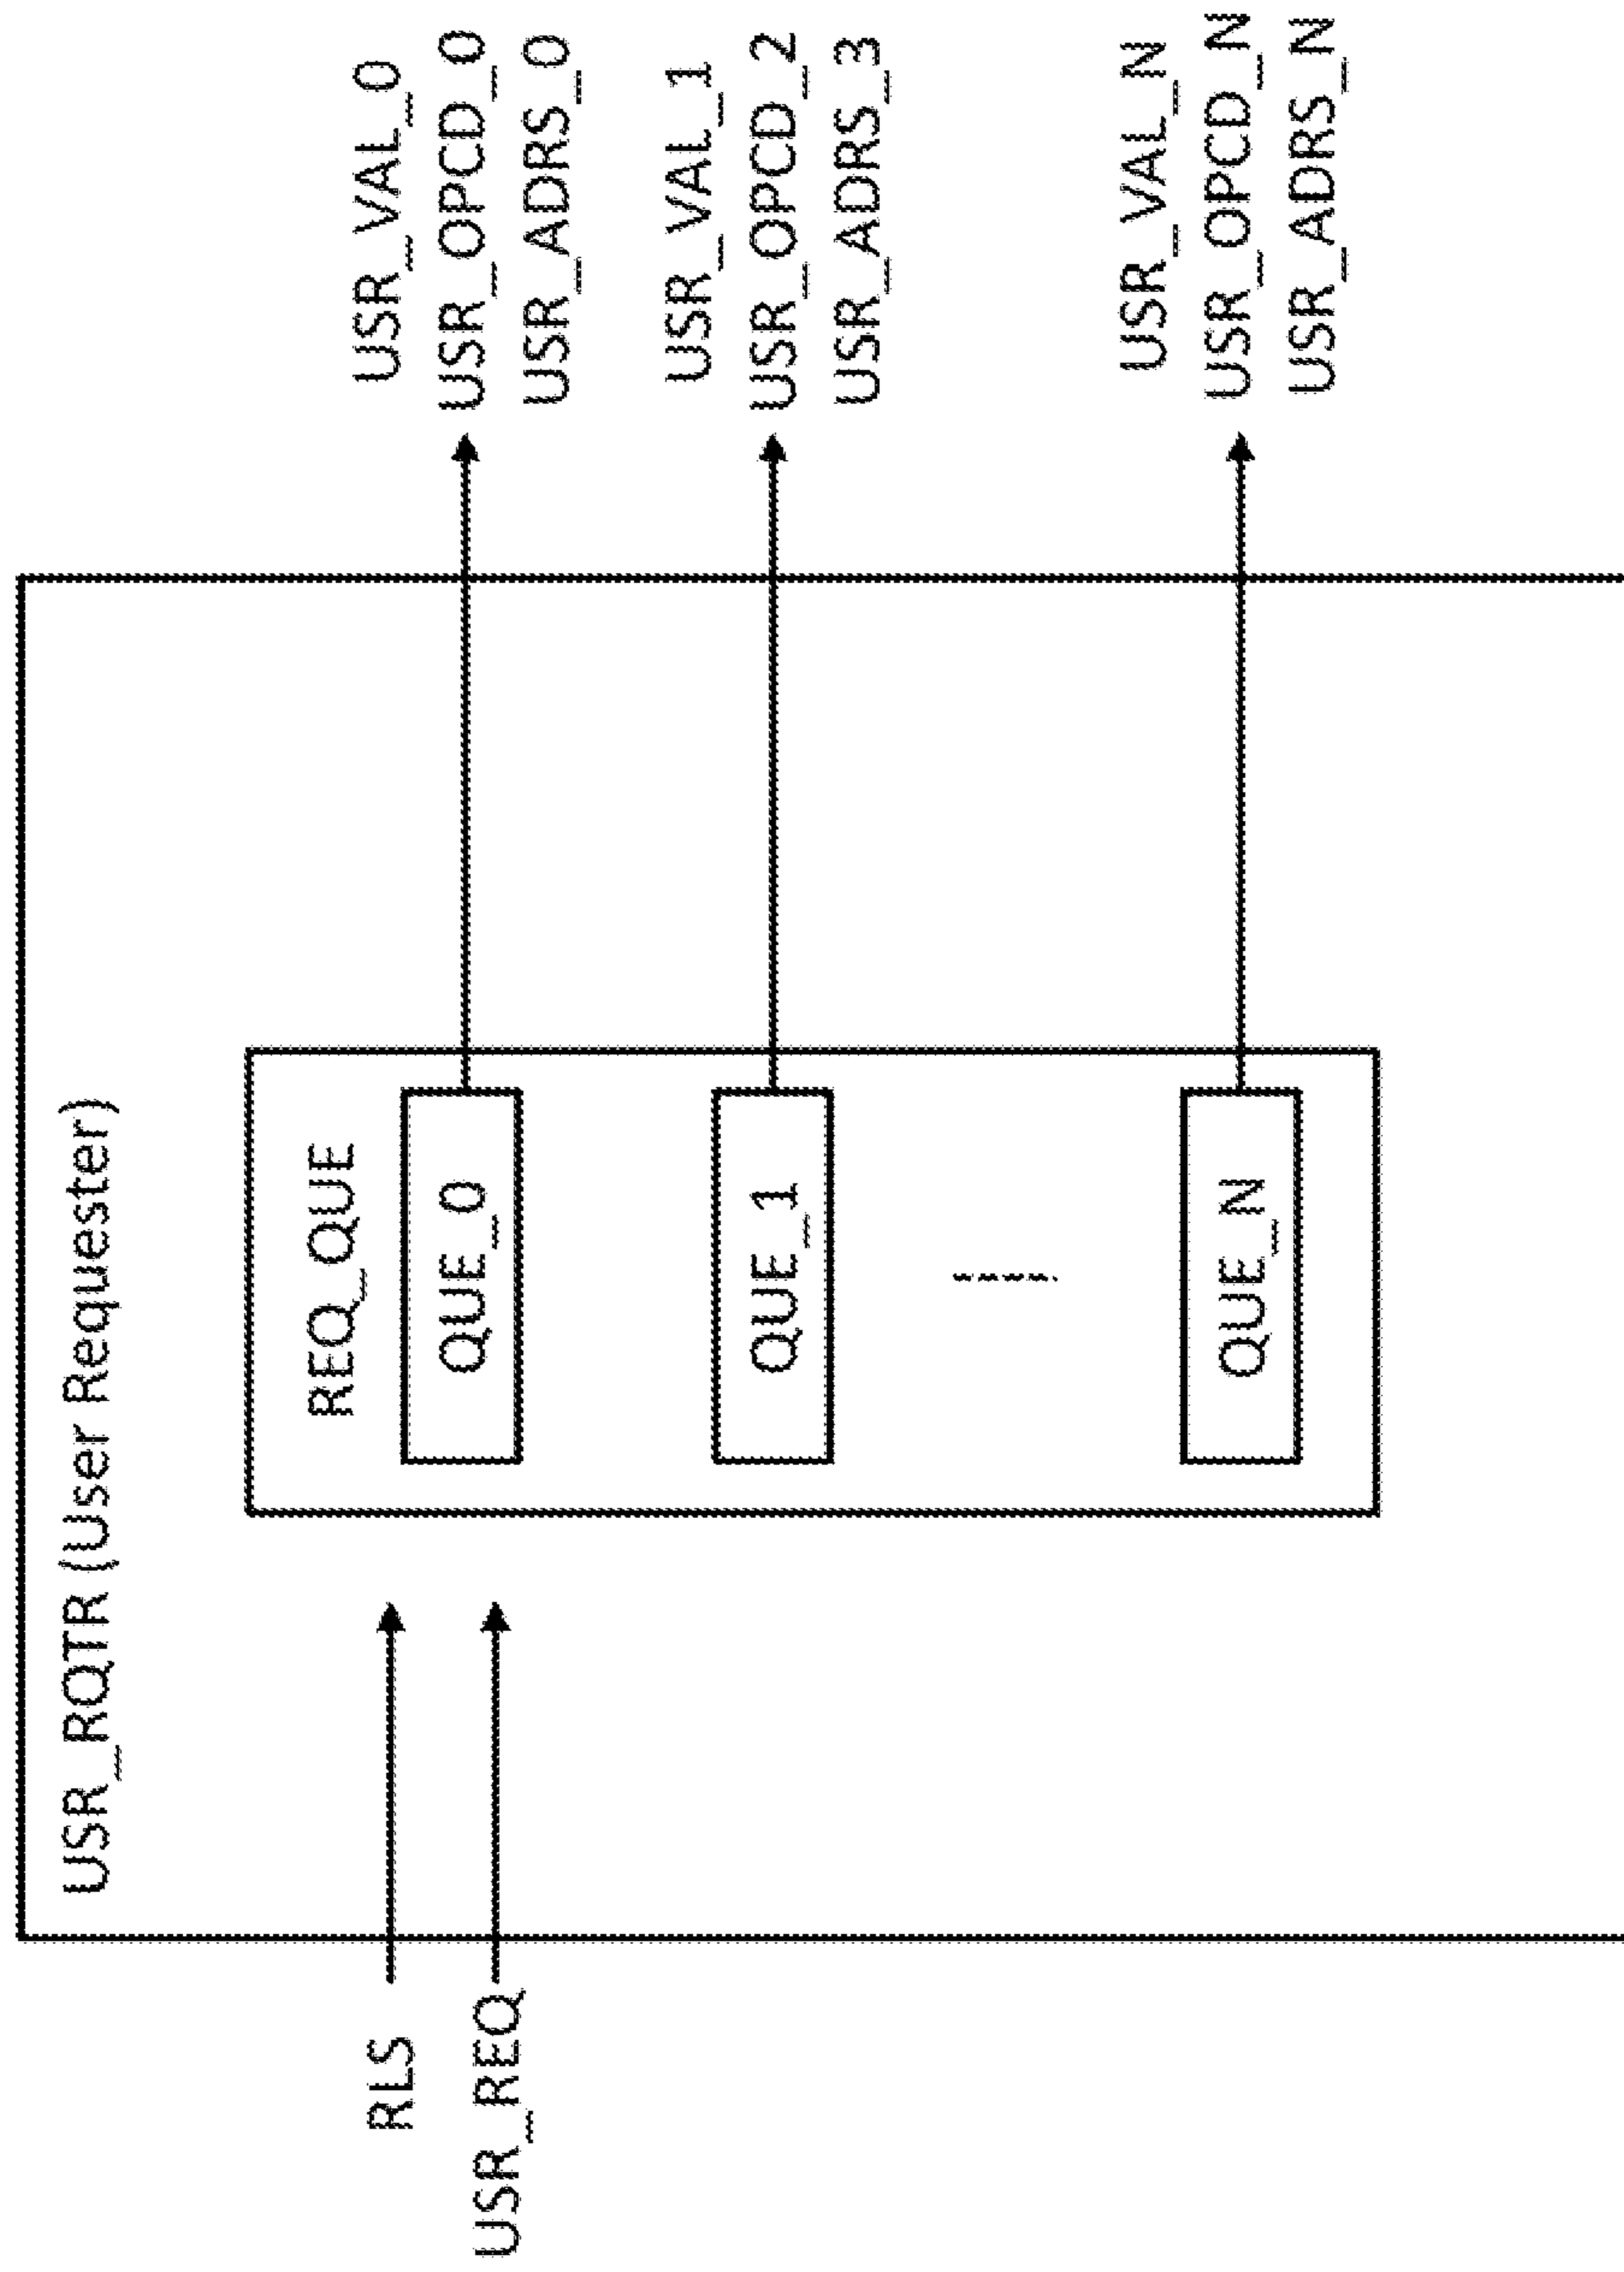 USR_RQTR (User Requester)
RLS
USR_REQ
REQ_QUE
QUE_0
QUE_1
QUE_N
USR_VAL_0
USR_OPCD_0
USR_ADRS_0
USR_VAL_1
USR_OPCD_2
USR_ADRS_3
USR_VAL_N
USR_OPCD_N
USR_ADRS_N